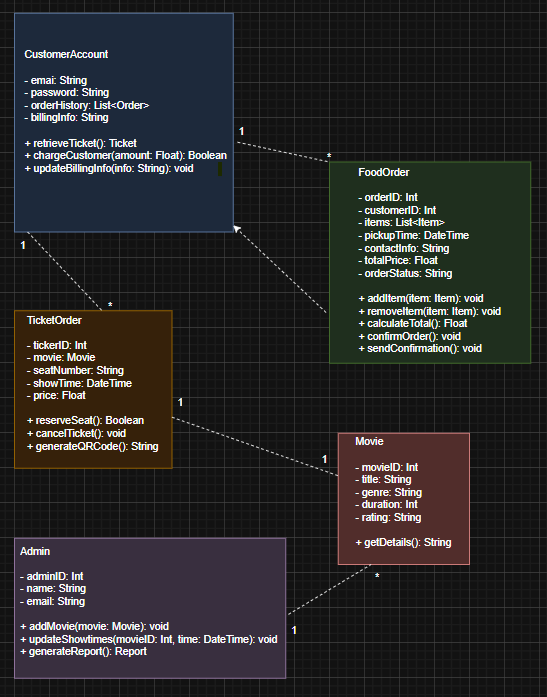 CustomerAccount
- emai: String
- password: String
- orderHistory: List<Order>
- billingInfo: String
+ retrieveTicket(): Ticket
+ chargeCustomer(amount: Float): Boolean
+ updateBillingInfo(info: String): void
1
*
FoodOrder
- orderID: Int
- customerID: Int
- items: List<Item>
- pickupTime: DateTime
- contactInfo: String
- totalPrice: Float
- orderStatus: String
+ addItem(item: Item): void
+ removeItem(item: Item): void
+ calculateTotal(): Float
+ confirmOrder(): void
+ sendConfirmation(): void
1
*
TicketOrder
- tickerID: Int
- movie: Movie
- seatNumber: String
- showTime: DateTime
- price: Float
+ reserveSeat(): Boolean
+ cancelTicket(): void
+ generateQRCode(): String
1
1
Movie
- movieID: Int
- title: String
- genre: String
- duration: Int
- rating: String
+ getDetails(): String
*
1
Admin
- adminID: Int
- name: String
- email: String
+ addMovie(movie: Movie): void
+ updateShowtimes(movieID: Int, time: DateTime): void
+ generateReport(): Report